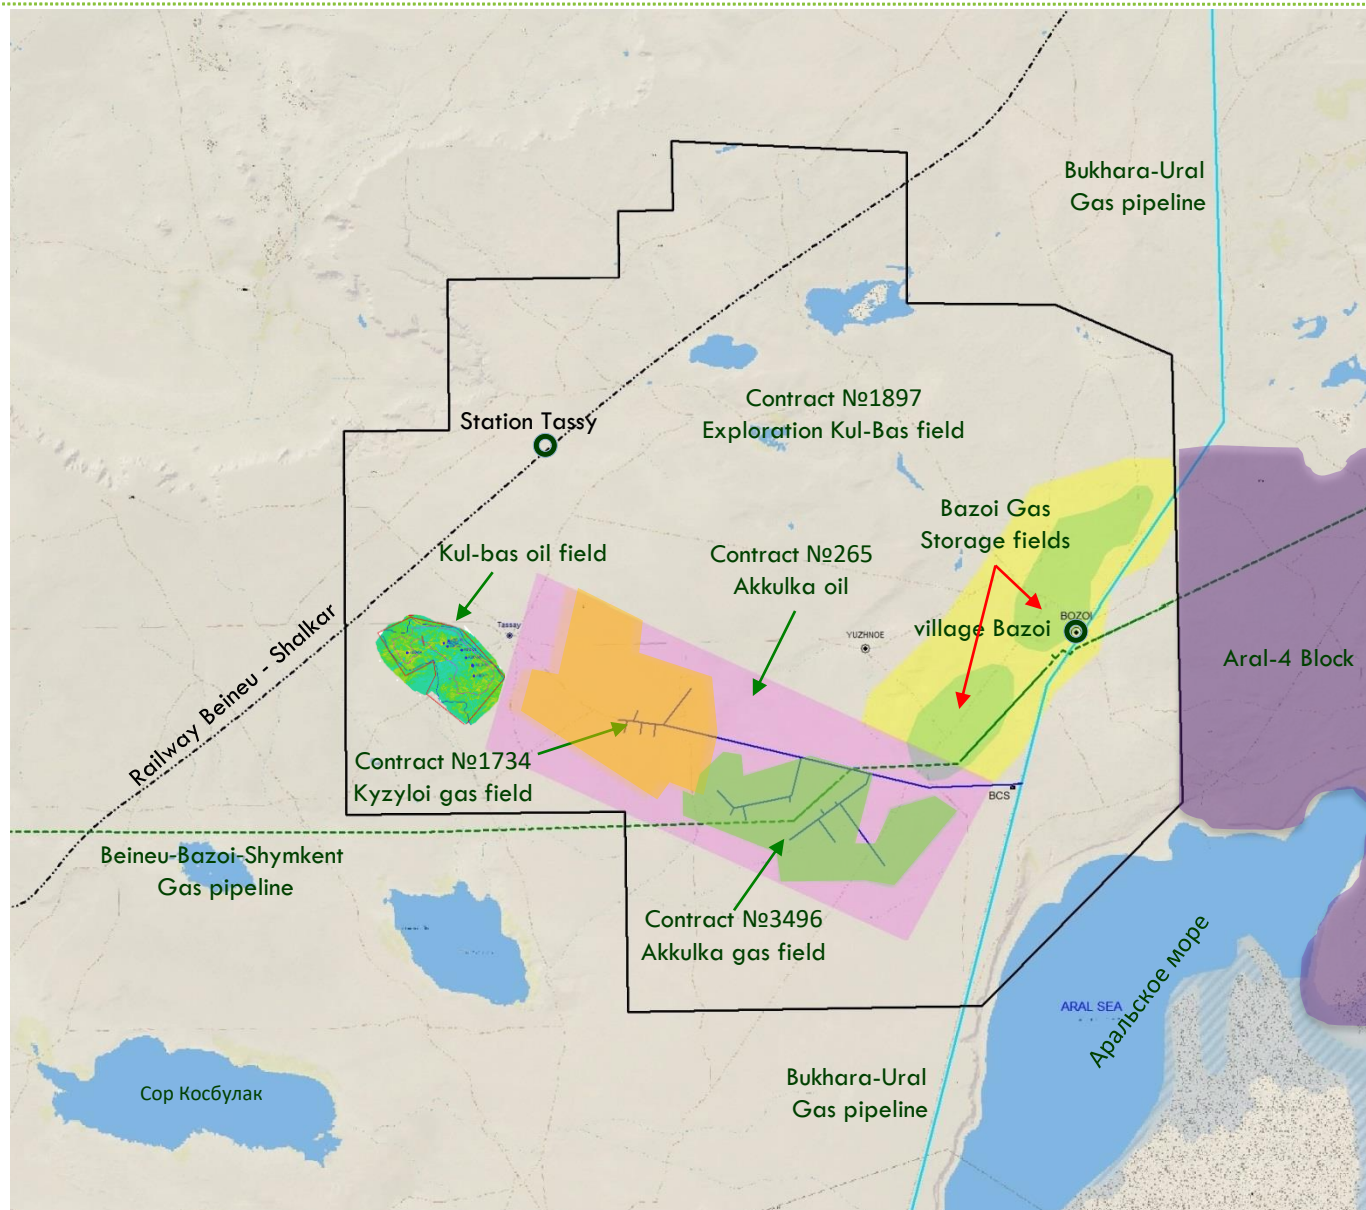 Bukhara-Ural
Gas pipeline
Contract №1897
Exploration Kul-Bas field
Station Tassy
Bazoi Gas
Storage fields
Kul-bas oil field
Contract №265
Akkulka oil
BOZOI
Tassay
YUZHNOE
village Bazoi
Aral-4 Block
Railway Beineu - Shalkar
Contract №1734
Kyzyloi gas field
BCS
Beineu-Bazoi-Shymkent
Gas pipeline
Contract №3496
Akkulka gas field
ARAL SEA
Аральское море
Bukhara-Ural
Gas pipeline
Сор Косбулак